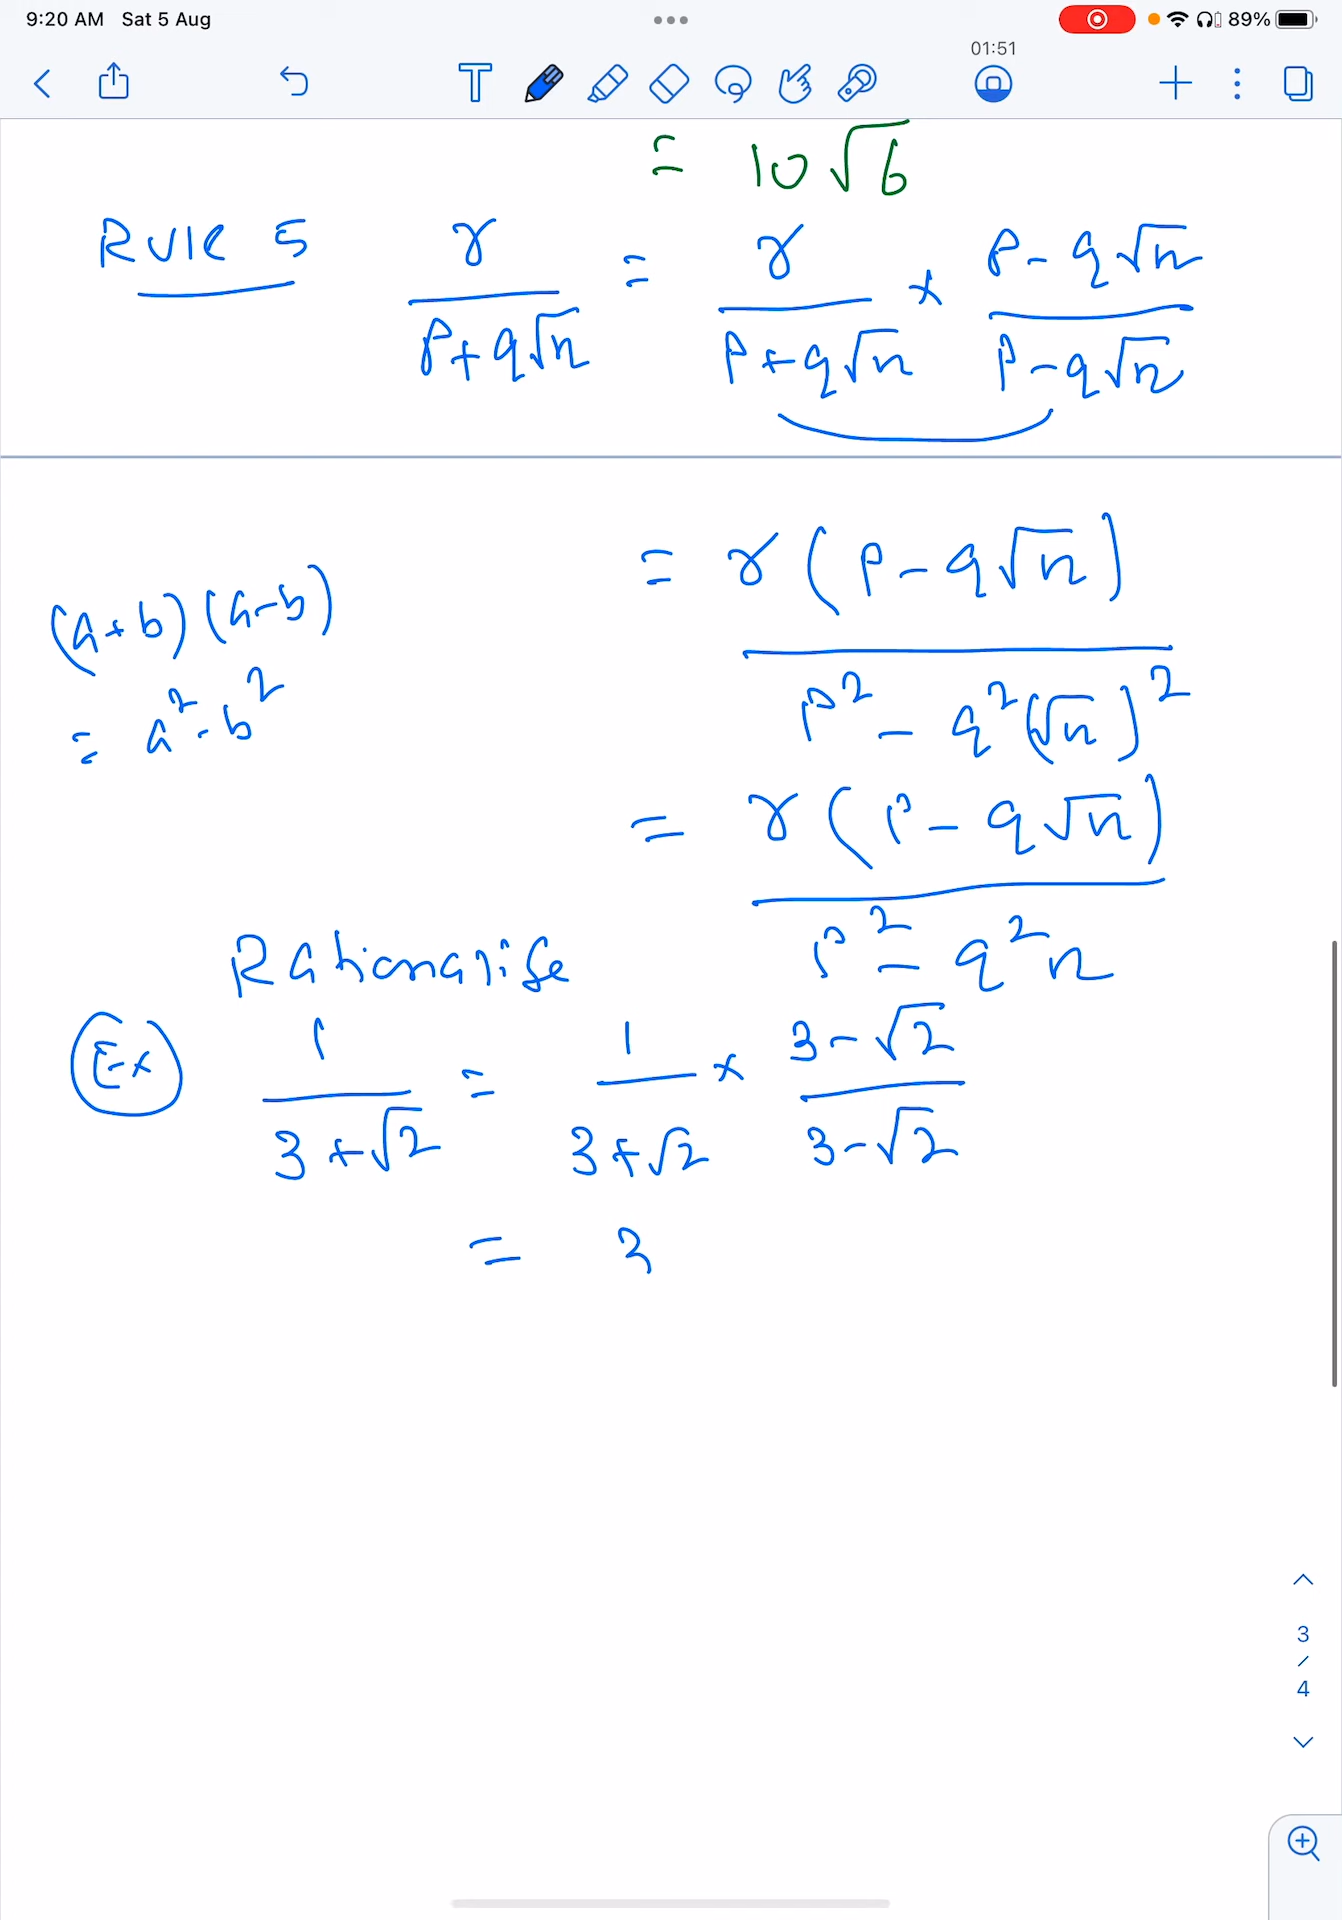 9:20 AM Sat 5 Aug 89%
01:51
= 10√6
Rule 5 r/(p+q√n) = r/(p+q√n) × (p-q√n)/(p-q√n)
= r(p-q√n)/(p²-q²(√n)²)
(a+b)(a-b)
= a²-b²
= r(p-q√n)/(p²-q²n)
Rationalise
Ex 1/(3+√2) = 1/(3+√2) × (3-√2)/(3-√2)
= 3
3
/
4